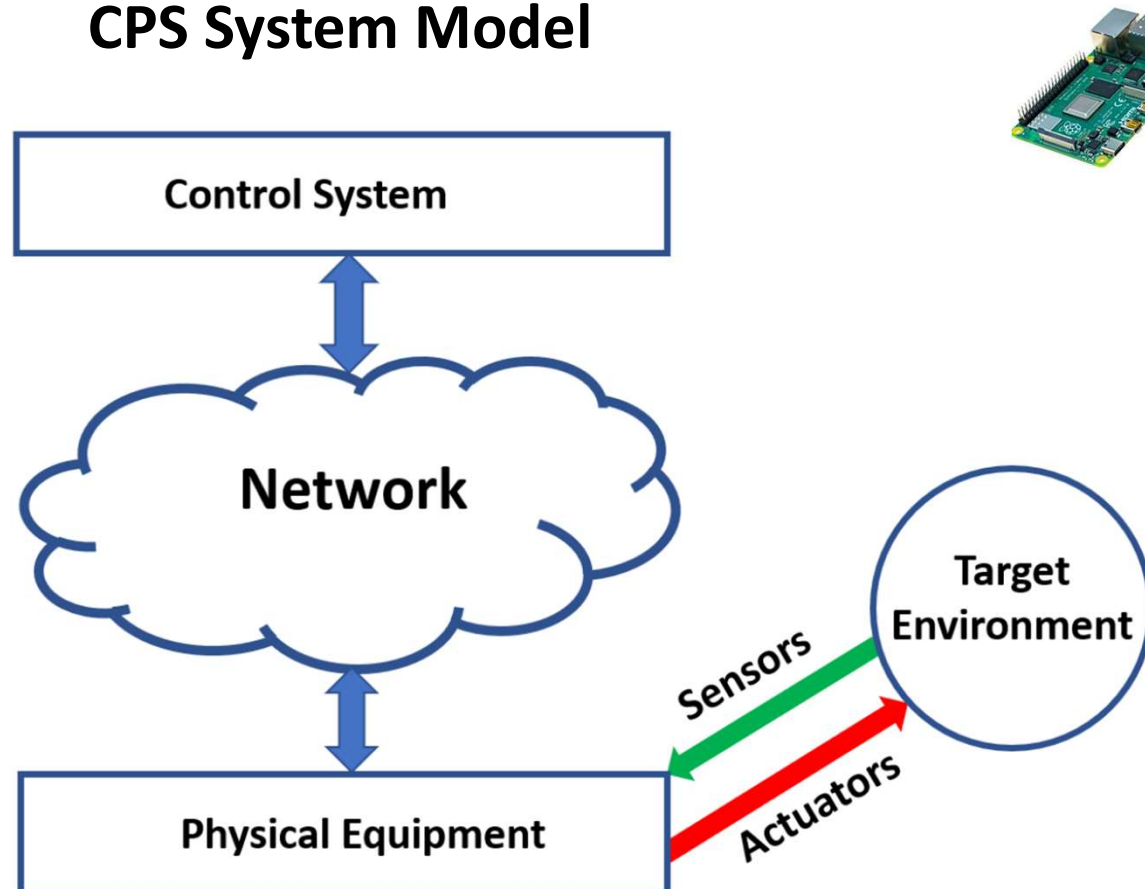 CPS System Model
Control System
Network
Target
Environment
Sensors
Actuators
Physical Equipment